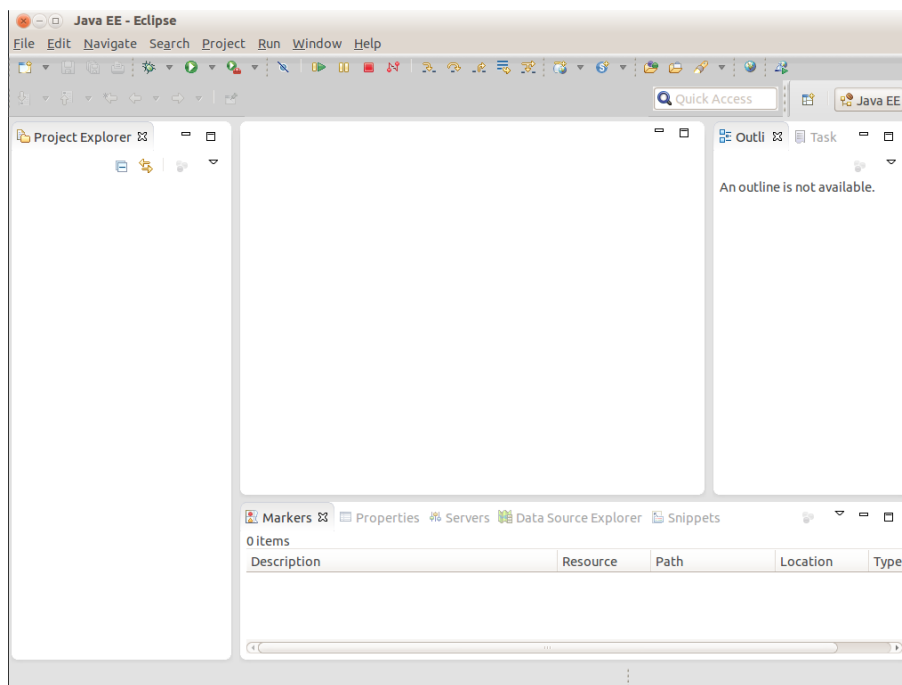 Java EE - Eclipse
File Edit Navigate Search Project Run Window Help
Quick Access
Java EE
Project Explorer
Outli Task
An outline is not available.
Markers Properties Servers Data Source Explorer Snippets
0 items
Description Resource Path Location Type